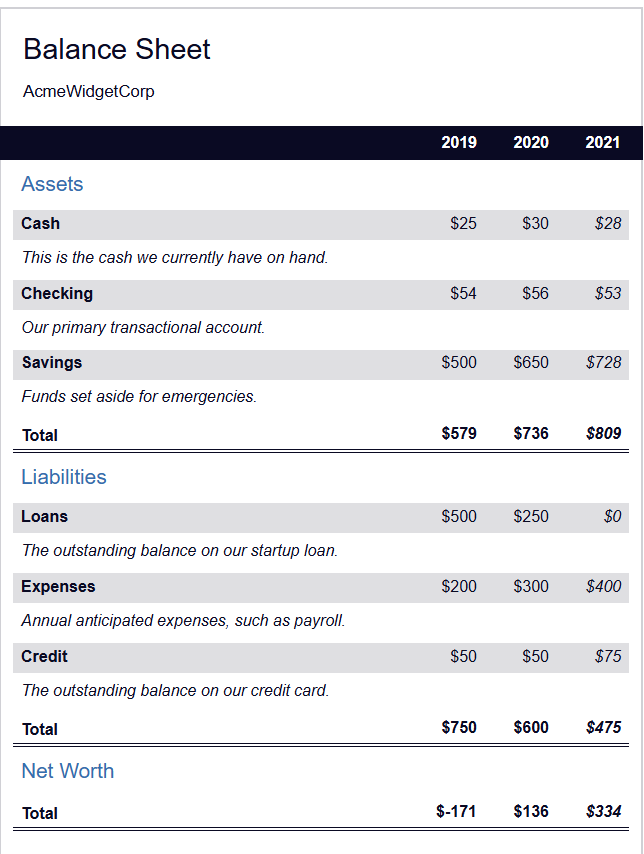 Balance Sheet
AcmeWidgetCorp
2019 2020 2021
Assets
Cash $25 $30 $28
This is the cash we currently have on hand.
Checking $54 $56 $53
Our primary transactional account.
Savings $500 $650 $728
Funds set aside for emergencies.
Total $579 $736 $809
Liabilities
Loans $500 $250 $0
The outstanding balance on our startup loan.
Expenses $200 $300 $400
Annual anticipated expenses, such as payroll.
Credit $50 $50 $75
The outstanding balance on our credit card.
Total $750 $600 $475
Net Worth
Total $-171 $136 $334